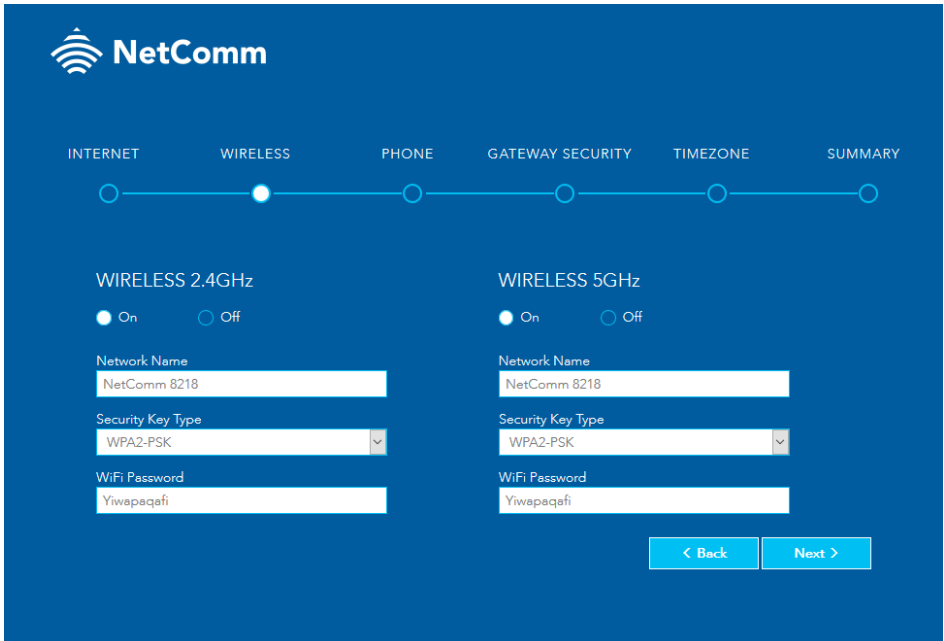 NetComm
INTERNET WIRELESS PHONE GATEWAY SECURITY TIMEZONE SUMMARY
WIRELESS 2.4GHz WIRELESS 5GHz
On Off On Off
Network Name Network Name
NetComm 8218 NetComm 8218
Security Key Type Security Key Type
WPA2-PSK WPA2-PSK
WiFi Password WiFi Password
Yiwapaqafi Yiwapaqafi
< Back Next >